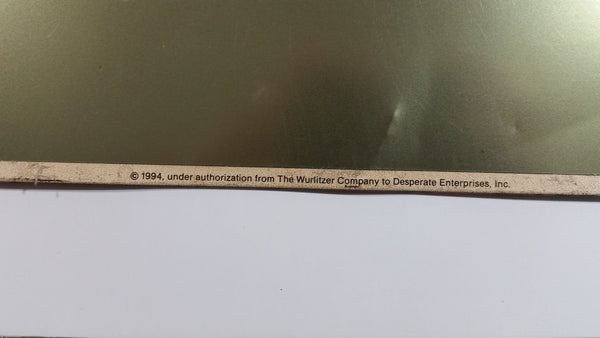 © 1994, under authorization from The Wurlitzer Company to Desperate Enterprises, Inc.